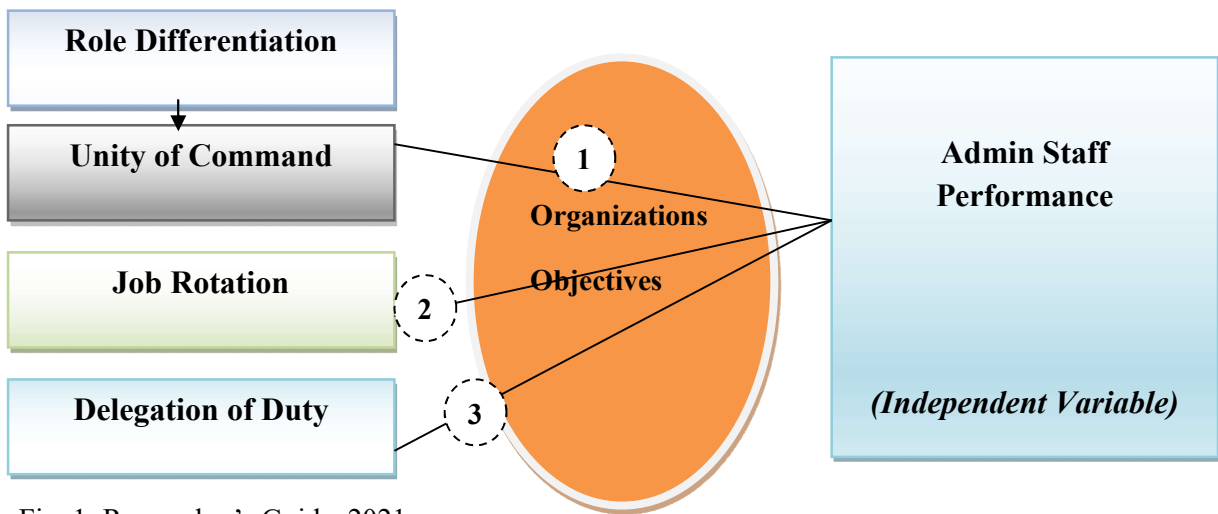 Role Differentiation
Unity of Command
Job Rotation
Delegation of Duty
1
2
3
Organizations
Objectives
Admin Staff
Performance
(Independent Variable)
2021